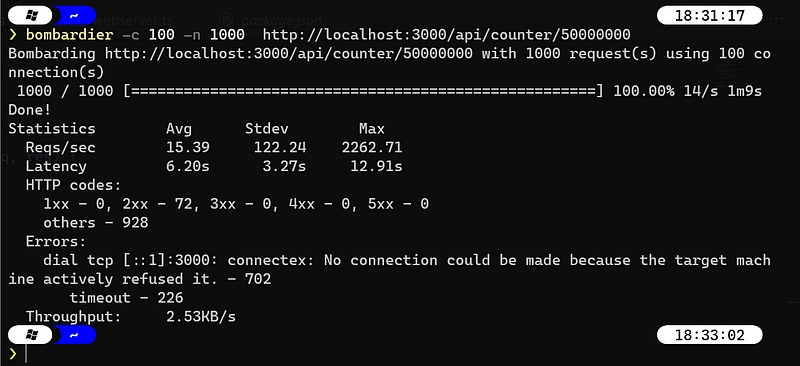 webserver.ts package.json
~ 18:31:17
❯ bombardier -c 100 -n 1000 http://localhost:3000/api/counter/50000000
Bombarding http://localhost:3000/api/counter/50000000 with 1000 request(s) using 100 co
nnection(s)
1000 / 1000 [=====================================================] 100.00% 14/s 1m9s
Done!
Statistics Avg Stdev Max
Reqs/sec 15.39 122.24 2262.71
Latency 6.20s 3.27s 12.91s
HTTP codes:
1xx - 0, 2xx - 72, 3xx - 0, 4xx - 0, 5xx - 0
others - 928
Errors:
dial tcp [::1]:3000: connectex: No connection could be made because the target mach
ine actively refused it. - 702
timeout - 226
Throughput: 2.53KB/s
~ 18:33:02
❯